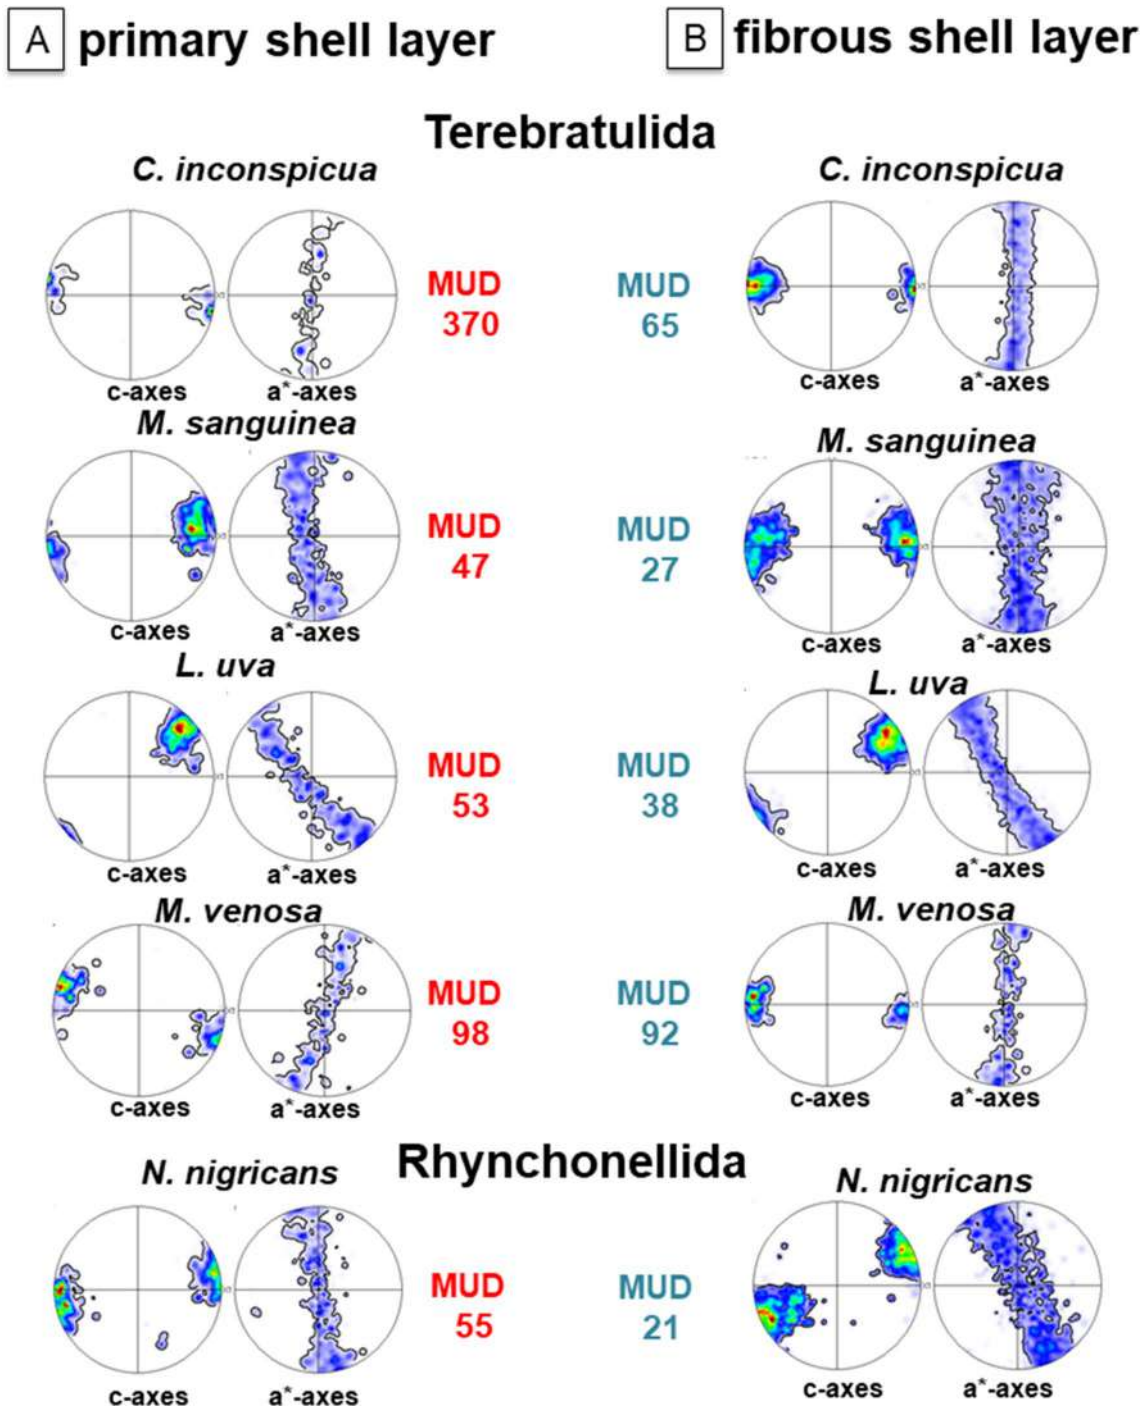 A primary shell layer
B fibrous shell layer
Terebratulida
C. inconspicua
C. inconspicua
MUD
370
MUD
65
c-axes
a*-axes
c-axes
a*-axes
M. sanguinea
M. sanguinea
MUD
47
MUD
27
c-axes
a*-axes
c-axes
a*-axes
L. uva
L. uva
MUD
53
MUD
38
c-axes
a*-axes
c-axes
a*-axes
M. venosa
M. venosa
MUD
98
MUD
92
c-axes
a*-axes
c-axes
a*-axes
Rhynchonellida
N. nigricans
N. nigricans
MUD
55
MUD
21
c-axes
a*-axes
c-axes
a*-axes